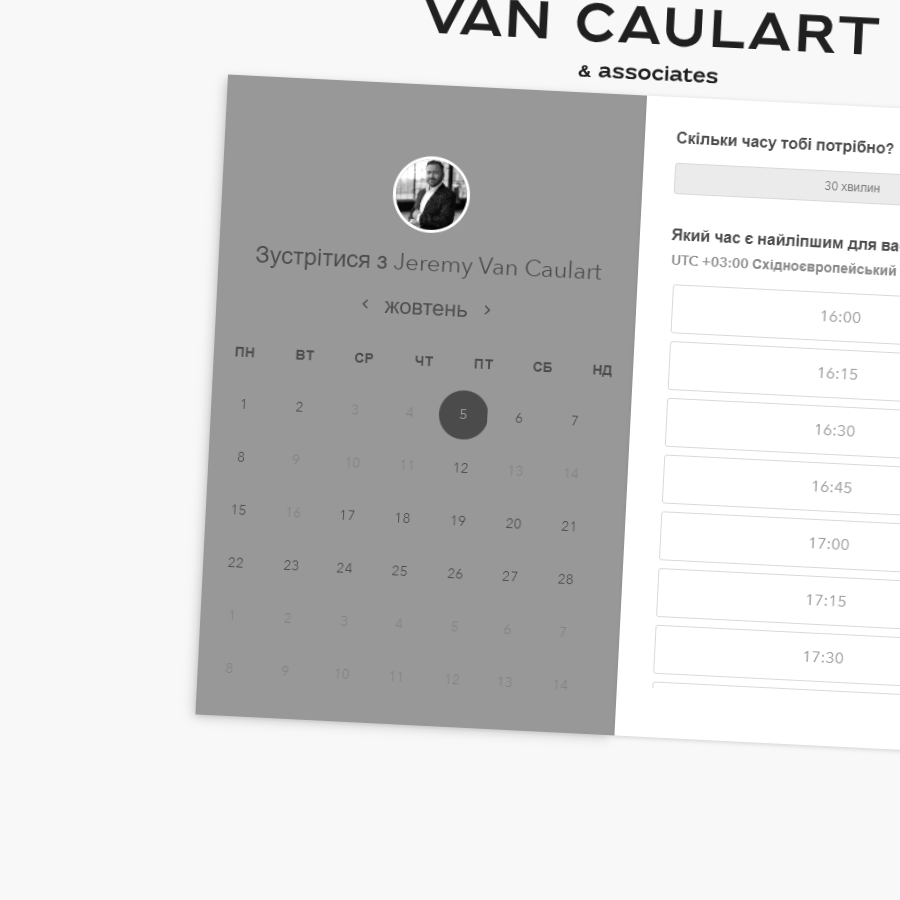 VAN CAULART
& associates
Зустрітися з Jeremy Van Caulart
‹ жовтень ›
ПН ВТ СР ЧТ ПТ СБ НД
1 2 3 4 5 6 7
8 9 10 11 12 13 14
15 16 17 18 19 20 21
22 23 24 25 26 27 28
1 2 3 4 5 6 7
8 9 10 11 12 13 14
Скільки часу тобі потрібно?
30 хвилин
Який час є найліпшим для
UTC +03:00 Східноєвропейський
16:00
16:15
16:30
16:45
17:00
17:15
17:30